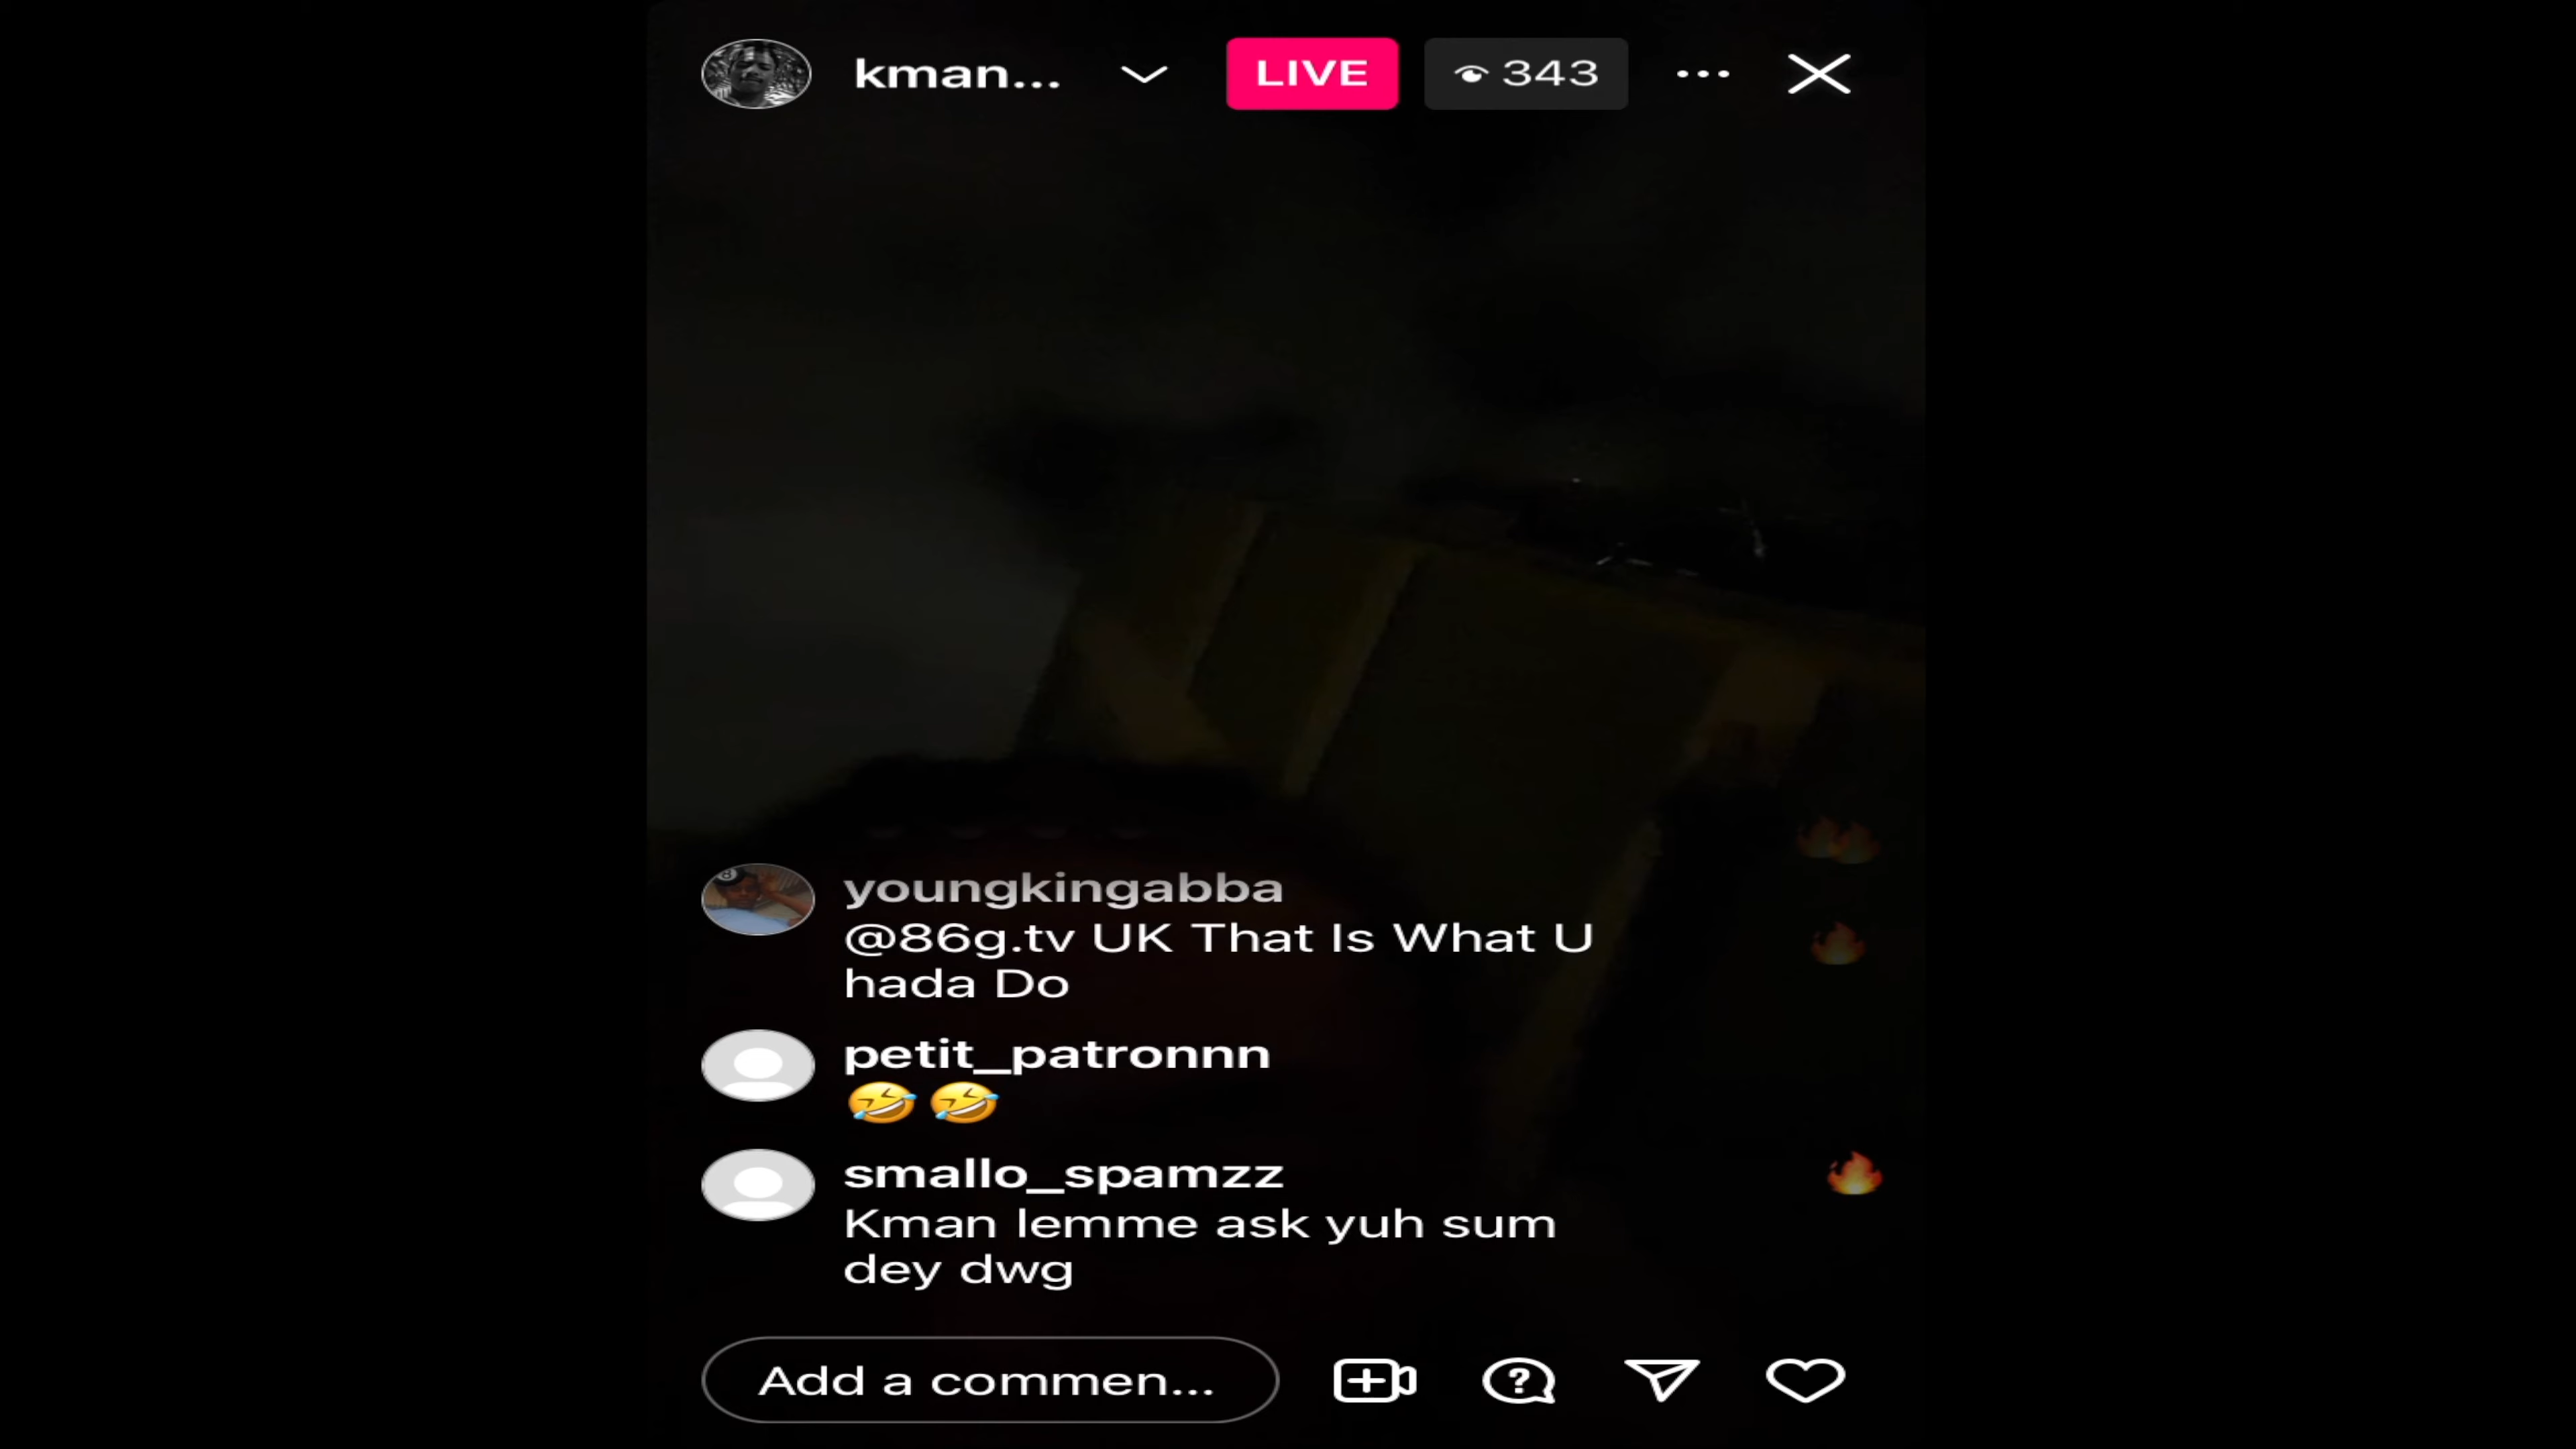 kman...
LIVE
343
youngkingabba
@86g.tv UK That Is What U
hada Do
petit_patronnn
🤣🤣
smallo_spamzz
Kman lemme ask yuh sum
dey dwg
Add a commen...